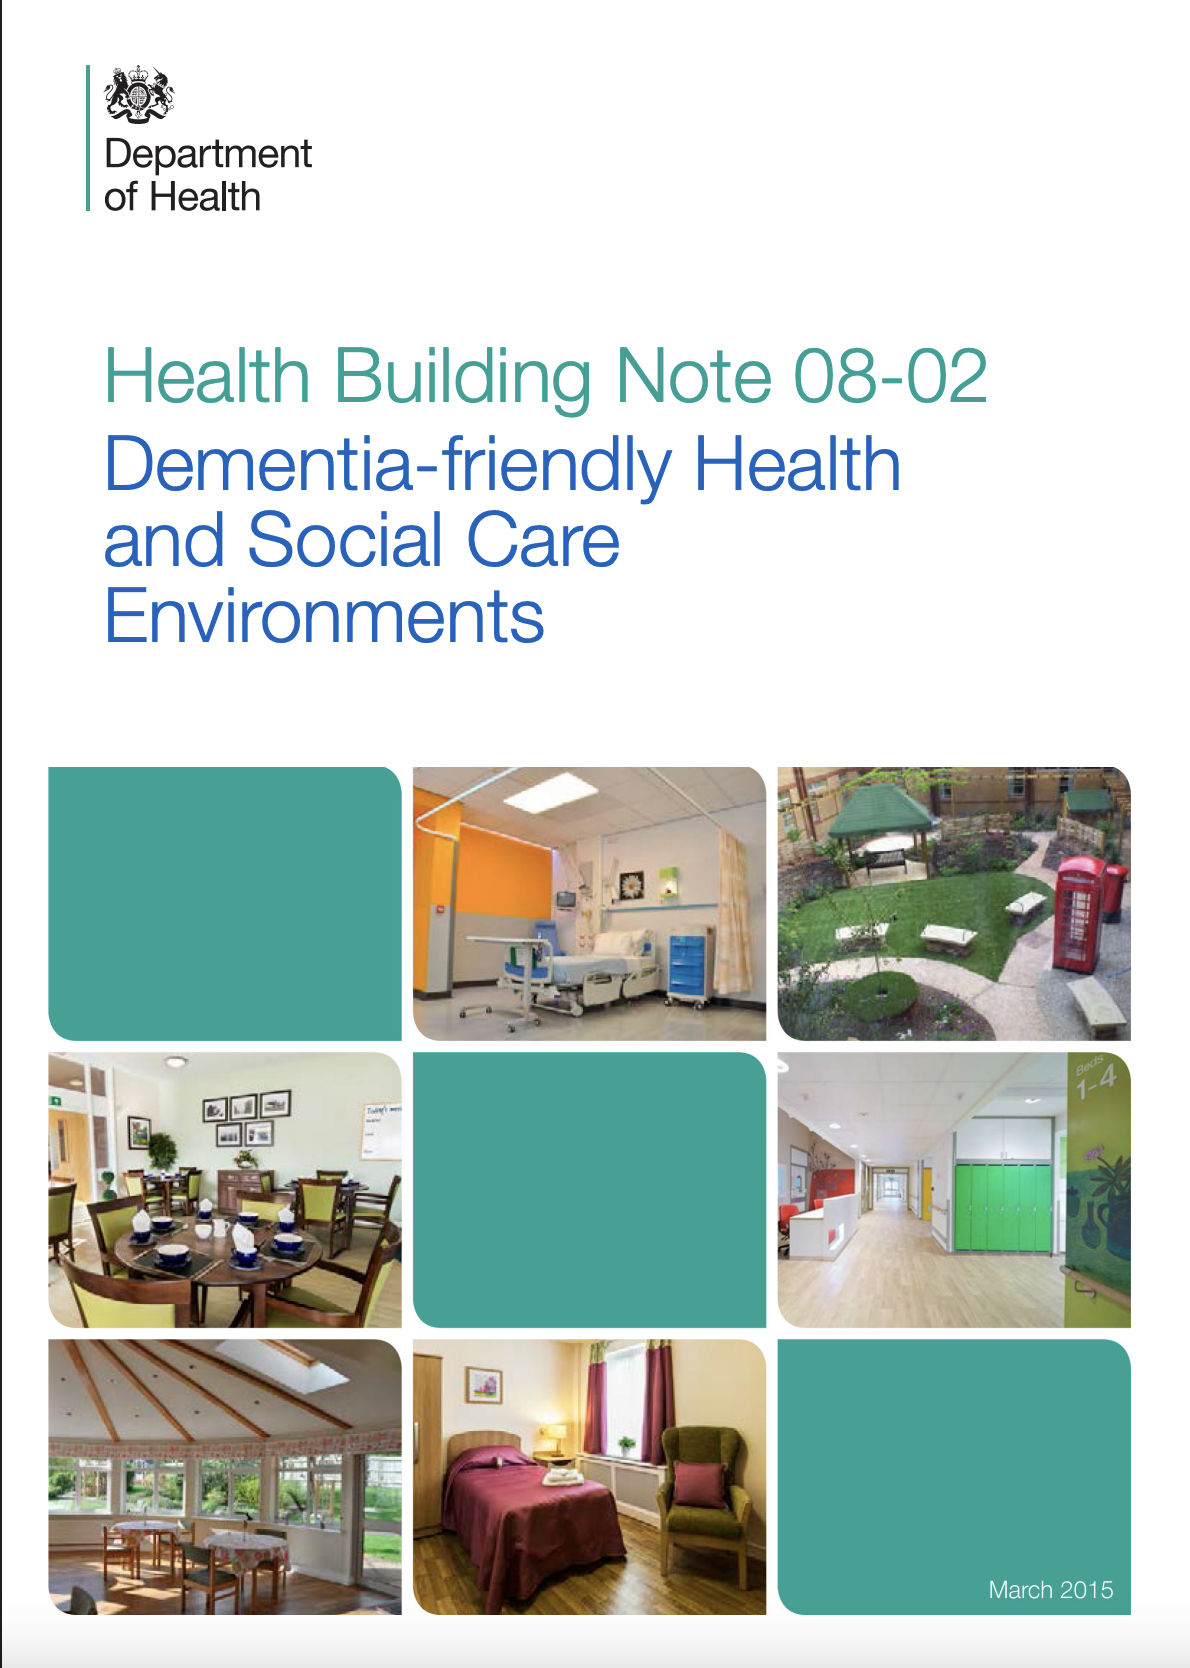 Department
of Health
Health Building Note 08-02
Dementia-friendly Health
and Social Care
Environments
Beds
1-4
Today's
March 2015